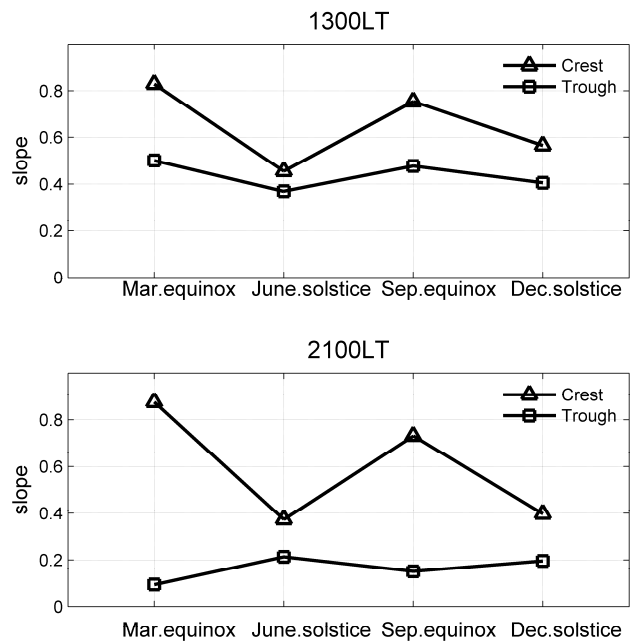 1300LT
Crest
Trough
slope
0.8
0.6
0.4
0.2
0
Mar.equinox June.solstice Sep.equinox Dec.solstice
2100LT
Crest
Trough
slope
0.8
0.6
0.4
0.2
0
Mar.equinox June.solstice Sep.equinox Dec.solstice